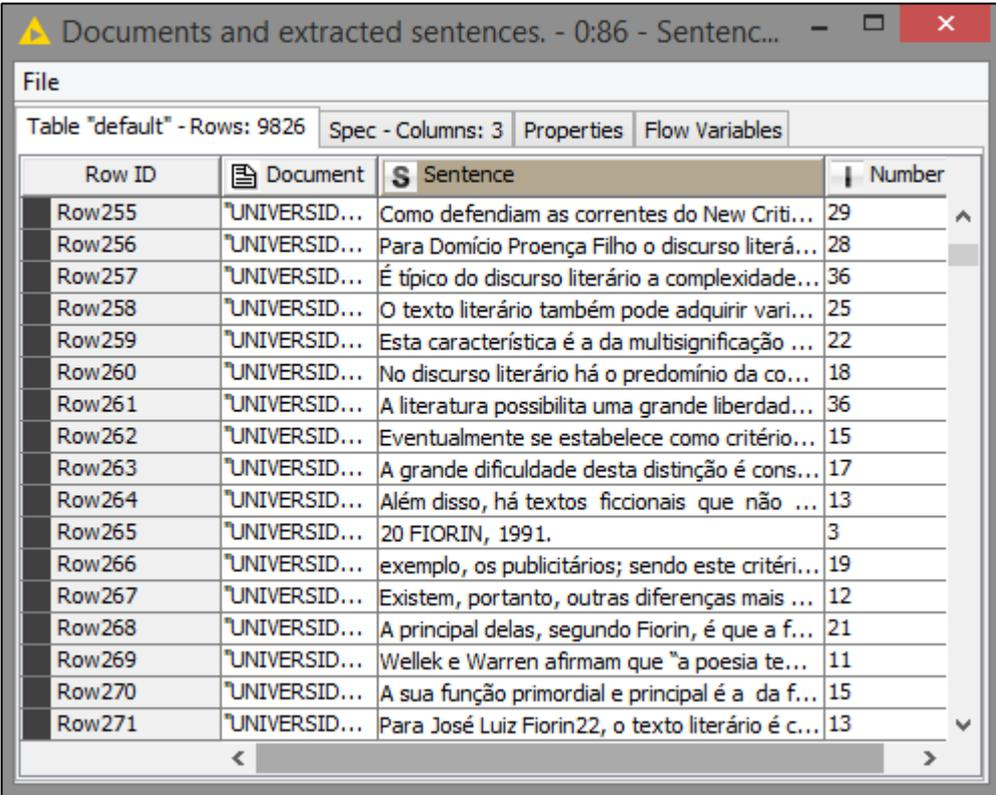 Documents and extracted sentences. - 0:86 - Sentenc...
File
Table "default" - Rows: 9826 Spec - Columns: 3 Properties Flow Variables
Row ID Document S Sentence I Number
Row255 "UNIVERSID... Como defendiam as correntes do New Criti... 29
Row256 "UNIVERSID... Para Domício Proença Filho o discurso literá... 28
Row257 "UNIVERSID... É típico do discurso literário a complexidade... 36
Row258 "UNIVERSID... O texto literário também pode adquirir vari... 25
Row259 "UNIVERSID... Esta característica é a da multisignificação ... 22
Row260 "UNIVERSID... No discurso literário há o predomínio da co... 18
Row261 "UNIVERSID... A literatura possibilita uma grande liberdad... 36
Row262 "UNIVERSID... Eventualmente se estabelece como critério... 15
Row263 "UNIVERSID... A grande dificuldade desta distinção é cons... 17
Row264 "UNIVERSID... Além disso, há textos ficcionais que não ... 13
Row265 "UNIVERSID... 20 FIORIN, 1991. 3
Row266 "UNIVERSID... exemplo, os publicitários; sendo este critéri... 19
Row267 "UNIVERSID... Existem, portanto, outras diferenças mais ... 12
Row268 "UNIVERSID... A principal delas, segundo Fiorin, é que a f... 21
Row269 "UNIVERSID... Wellek e Warren afirmam que “a poesia te... 11
Row270 "UNIVERSID... A sua função primordial e principal é a da f... 15
Row271 "UNIVERSID... Para José Luiz Fiorin22, o texto literário é c... 13